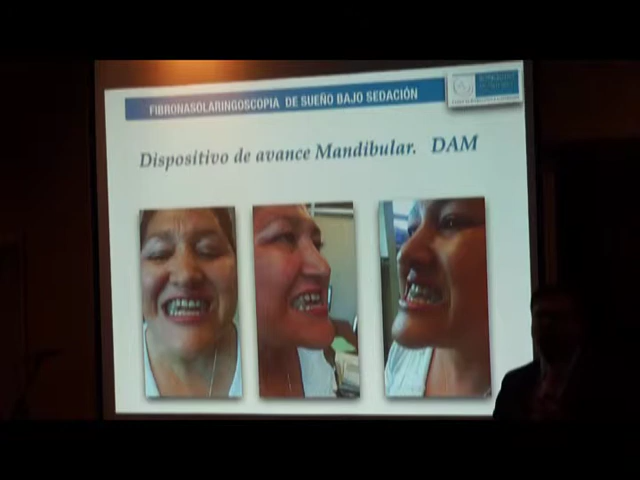 FIBRONASOLARINGOSCOPIA DE SUEÑO BAJO SEDACIÓN
Dispositivo de avance Mandibular. DAM